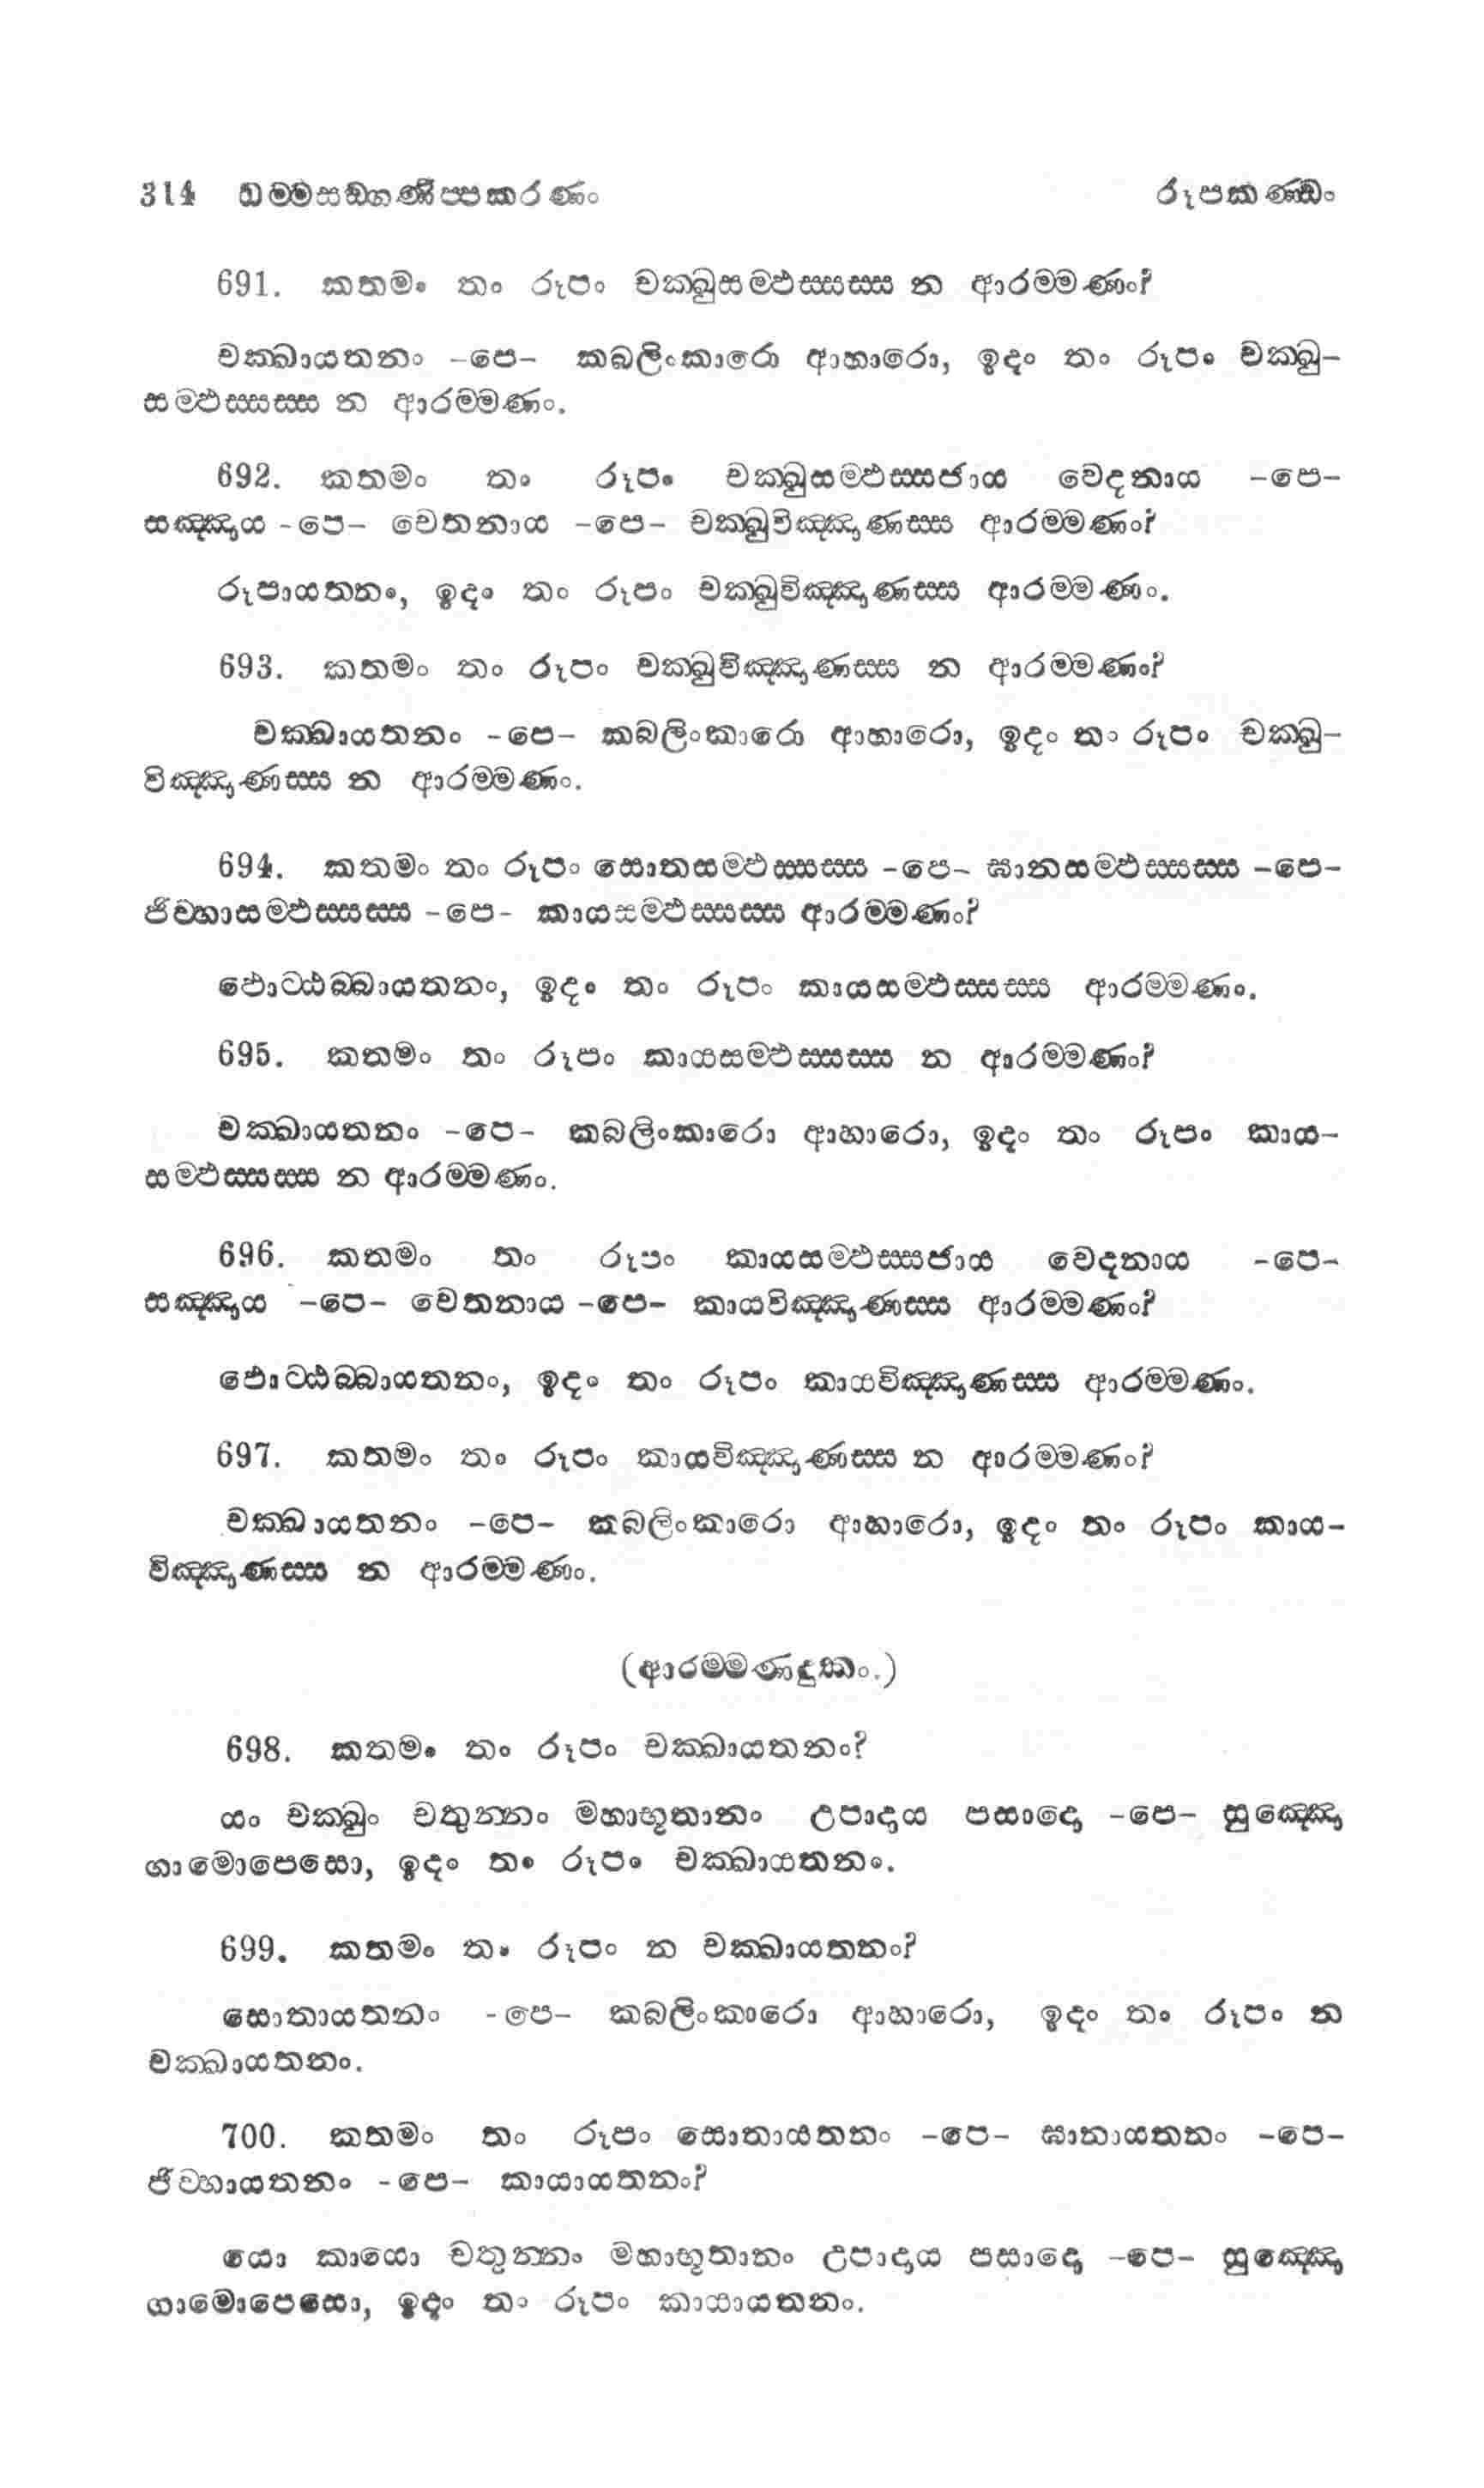 314 ධම්මසඞ්ගණිප්පකරණං රූපකණ්ඩං
691. කතමං තං රූපං චක්ඛුසම්ඵස්සස්ස න ආරම්මණං?
චක්ඛායතනං -පෙ- කබලිංකාරො ආහාරො, ඉදං තං රූපං චක්ඛු-
සම්ඵස්සස්ස න ආරම්මණං.
692. කතමං තං රූපං චක්ඛුසම්ඵස්සජාය වෙදනාය -පෙ-
සඤ්ඤාය -පෙ- චෙතනාය -පෙ- චක්ඛුවිඤ්ඤාණස්ස ආරම්මණං?
රූපායතනං, ඉදං තං රූපං චක්ඛුවිඤ්ඤාණස්ස ආරම්මණං.
693. කතමං තං රූපං චක්ඛුවිඤ්ඤාණස්ස න ආරම්මණං?
චක්ඛායතනං -පෙ- කබලිංකාරො ආහාරො, ඉදං තං රූපං චක්ඛු-
විඤ්ඤාණස්ස න ආරම්මණං.
694. කතමං තං රූපං සොතසම්ඵස්සස්ස -පෙ- ඝානසම්ඵස්සස්ස -පෙ-
ජිව්හාසම්ඵස්සස්ස -පෙ- කායසම්ඵස්සස්ස ආරම්මණං?
ඵොට්ඨබ්බායතනං, ඉදං තං රූපං කායසම්ඵස්සස්ස ආරම්මණං.
695. කතමං තං රූපං කායසම්ඵස්සස්ස න ආරම්මණං?
චක්ඛායතනං -පෙ- කබලිංකාරො ආහාරො, ඉදං තං රූපං කාය-
සම්ඵස්සස්ස න ආරම්මණං.
696. කතමං තං රූපං කායසම්ඵස්සජාය වෙදනාය -පෙ-
සඤ්ඤාය -පෙ- චෙතනාය -පෙ- කායවිඤ්ඤාණස්ස ආරම්මණං?
ඵොට්ඨබ්බායතනං, ඉදං තං රූපං කායවිඤ්ඤාණස්ස ආරම්මණං.
697. කතමං තං රූපං කායවිඤ්ඤාණස්ස න ආරම්මණං?
චක්ඛායතනං -පෙ- කබලිංකාරො ආහාරො, ඉදං තං රූපං කාය-
විඤ්ඤාණස්ස න ආරම්මණං.
(ආරම්මණදුකං.)
698. කතමං තං රූපං චක්ඛායතනං?
යං චක්ඛුං චතුන්නං මහාභූතානං උපාදාය පසාදො -පෙ- සුඤ්ඤො
ගාමොපෙසො, ඉදං තං රූපං චක්ඛායතනං.
699. කතමං තං රූපං න චක්ඛායතනං?
සොතායතනං -පෙ- කබලිංකාරො ආහාරො, ඉදං තං රූපං න
චක්ඛායතනං.
700. කතමං තං රූපං සොතායතනං -පෙ- ඝානායතනං -පෙ-
ජිව්හායතනං -පෙ- කායායතනං?
යො කායො චතුන්නං මහාභූතානං උපාදාය පසාදො -පෙ- සුඤ්ඤො
ගාමොපෙසො, ඉදං තං රූපං කායායතනං.